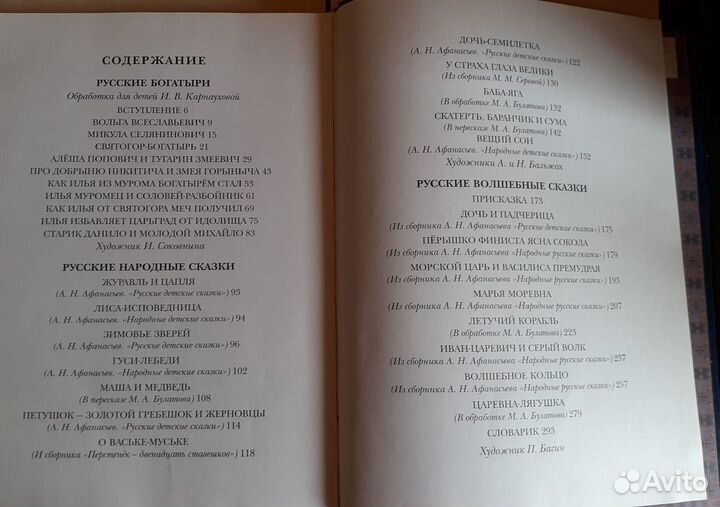 СОДЕРЖАНИЕ
РУССКИЕ БОГАТЫРИ
Обработка для детей И. В. Карнауховой
ВСТУПЛЕНИЕ 6
ВОЛЬГА ВСЕСЛАВЬЕВИЧ 9
МИКУЛА СЕЛЯНИНОВИЧ 15
СВЯТОГОР-БОГАТЫРЬ 21
АЛЁША ПОПОВИЧ И ТУГАРИН ЗМЕЕВИЧ 29
ПРО ДОБРЫНЮ НИКИТИЧА И ЗМЕЯ ГОРЫНЫЧА 43
КАК ИЛЬЯ ИЗ МУРОМА БОГАТЫРЁМ СТАЛ 53
ИЛЬЯ МУРОМЕЦ И СОЛОВЕЙ-РАЗБОЙНИК 61
КАК ИЛЬЯ ОТ СВЯТОГОРА МЕЧ ПОЛУЧИЛ 69
ИЛЬЯ ИЗБАВЛЯЕТ ЦАРЬГРАД ОТ ИДОЛИЩА 75
СТАРИК ДАНИЛО И МОЛОДОЙ МИХАЙЛО 83
Художник И. Соковнина
РУССКИЕ НАРОДНЫЕ СКАЗКИ
ЖУРАВЛЬ И ЦАПЛЯ
(А. Н. Афанасьев. «Русские детские сказки») 93
ЛИСА-ИСПОВЕДНИЦА
(А. Н. Афанасьев. «Народные детские сказки») 94
ЗИМОВЬЕ ЗВЕРЕЙ
(А. Н. Афанасьев. «Русские детские сказки») 96
ГУСИ-ЛЕБЕДИ
(А. Н. Афанасьев. «Народные детские сказки») 102
МАША И МЕДВЕДЬ
(В пересказе М. А. Булатова) 108
ПЕТУШОК – ЗОЛОТОЙ ГРЕБЕШОК И ЖЕРНОВЦЫ
(А. Н. Афанасьев. «Русские детские сказки») 114
О ВАСЬКЕ-МУСЬКЕ
(И сборника «Перстенёк – двенадцать ставешков») 118
ДОЧЬ-СЕМИЛЕТКА
(А. Н. Афанасьев. «Русские детские сказки») 122
У СТРАХА ГЛАЗА ВЕЛИКИ
(Из сборника М. М. Серовой) 130
БАБА-ЯГА
(В обработке М. А. Булатова) 132
СКАТЕРТЬ, БАРАНЧИК И СУМА
(В пересказе М. А. Булатова) 142
ВЕЩИЙ СОН
(А. Н. Афанасьев. «Народные детские сказки») 152
Художники А. и Н. Бальжак
РУССКИЕ ВОЛШЕБНЫЕ СКАЗКИ
ПРИСКАЗКА 173
ДОЧЬ И ПАДЧЕРИЦА
(Из сборника А. Н. Афанасьева «Русские детские сказки») 175
ПЁРЫШКО ФИНИСТА ЯСНА СОКОЛА
(Из сборника А. Н. Афанасьева «Народные русские сказки») 179
МОРСКОЙ ЦАРЬ И ВАСИЛИСА ПРЕМУДРАЯ
(Из сборника А. Н. Афанасьева «Народные русские сказки») 193
МАРЬЯ МОРЕВНА
(Из сборника А. Н. Афанасьева «Народные русские сказки») 207
ЛЕТУЧИЙ КОРАБЛЬ
(В обработке М. А. Булатова) 223
ИВАН-ЦАРЕВИЧ И СЕРЫЙ ВОЛК
(Из сборника А. Н. Афанасьева «Народные русские сказки») 237
ВОЛШЕБНОЕ КОЛЬЦО
(Из сборника А. Н. Афанасьева «Народные русские сказки») 257
ЦАРЕВНА-ЛЯГУШКА
(В обработке М. А. Булатова) 279
СЛОВАРИК 293
Художник П. Багин
Avito